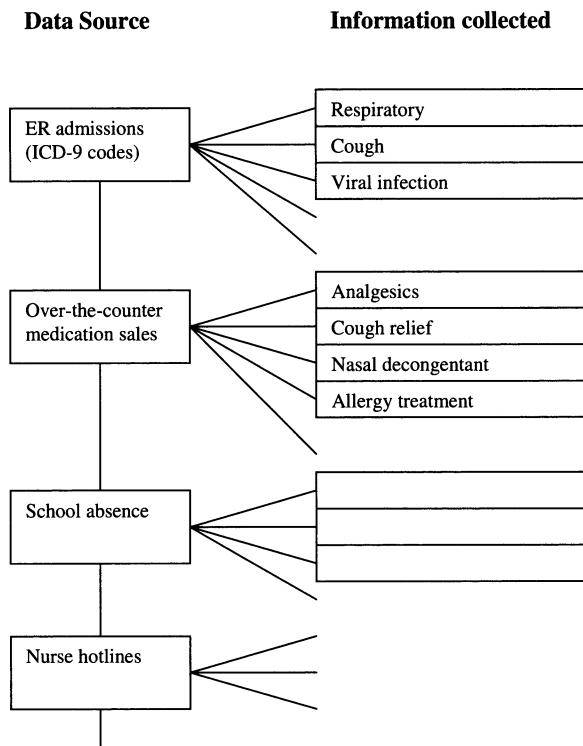 Data Source
Information collected
ER admissions
(ICD-9 codes)
Respiratory
Cough
Viral infection
Over-the-counter
medication sales
Analgesics
Cough relief
Nasal decongentant
Allergy treatment
School absence
Nurse hotlines